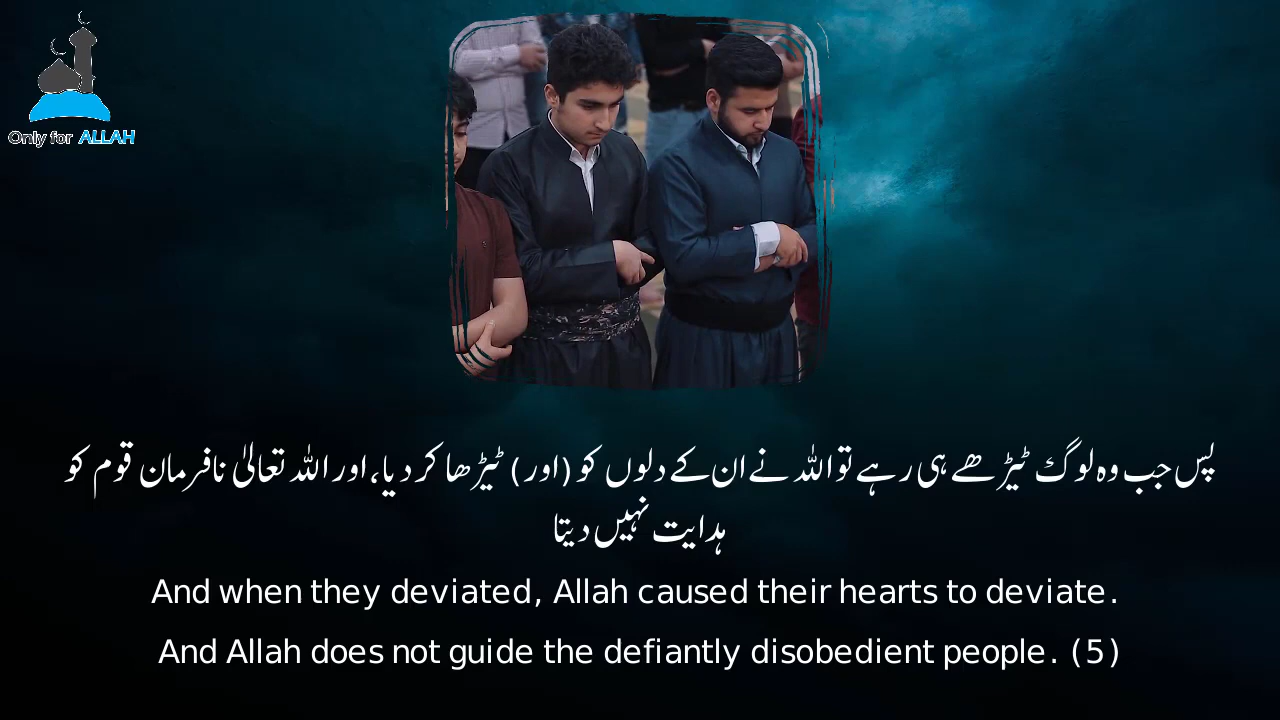 Only for ALLAH
پس جب وہ لوگ ٹیڑھے ہی رہے تو اللہ نے ان کے دلوں کو (اور) ٹیڑھا کر دیا، اور اللہ تعالیٰ نافرمان قوم کو
ہدایت نہیں دیتا
And when they deviated, Allah caused their hearts to deviate.
And Allah does not guide the defiantly disobedient people. (5)